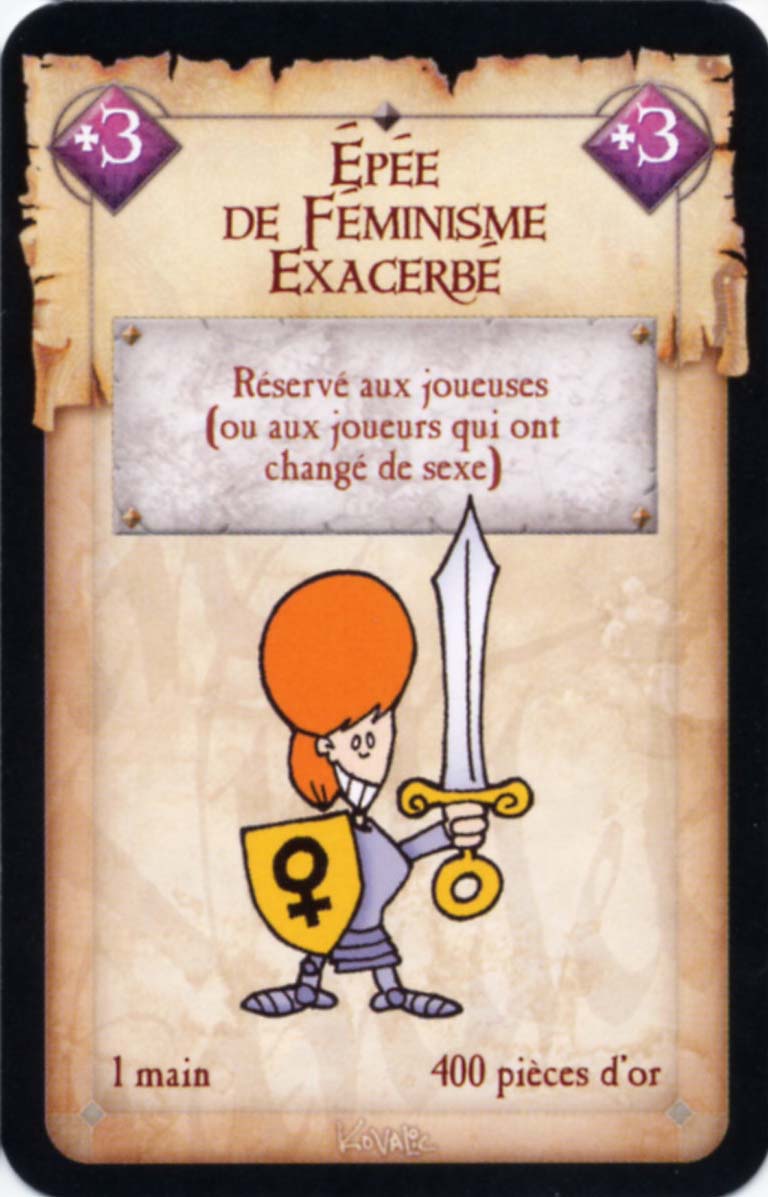 +3
+3
ÉPÉE
DE FÉMINISME
EXACERBÉ
Réservé aux joueuses
(ou aux joueurs qui ont
changé de sexe)
1 main
400 pièces d'or
KOVALIC